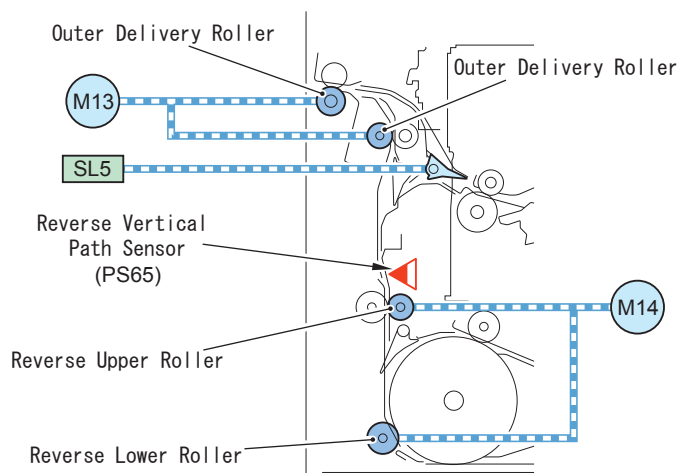 Outer Delivery Roller
Outer Delivery Roller
M13
SL5
Reverse Vertical
Path Sensor
(PS65)
M14
Reverse Upper Roller
Reverse Lower Roller